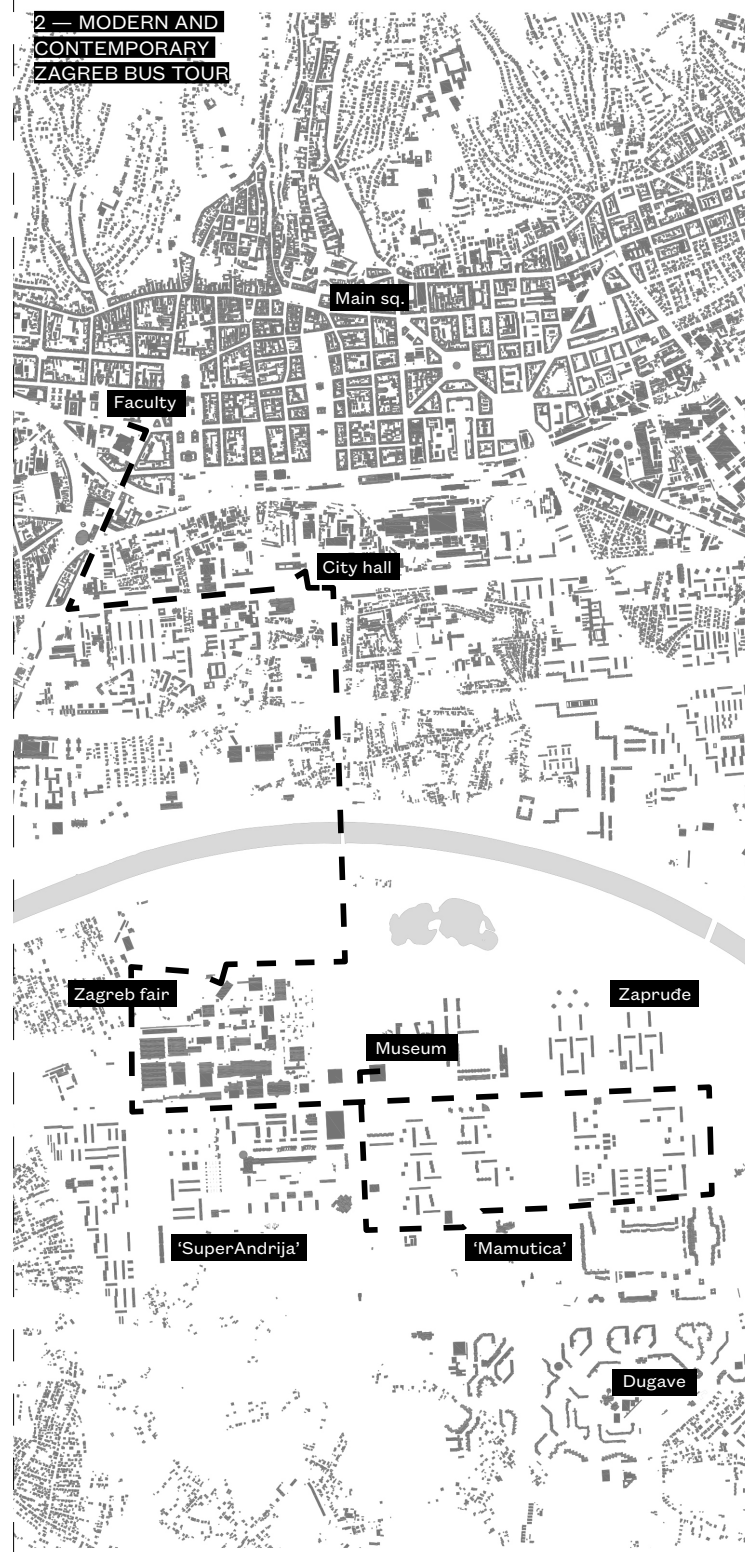 2 — MODERN AND
CONTEMPORARY
ZAGREB BUS TOUR
Main sq.
Faculty
City hall
Zagreb fair
Zapruđe
Museum
‘SuperAndrija’
‘Mamutica’
Dugave